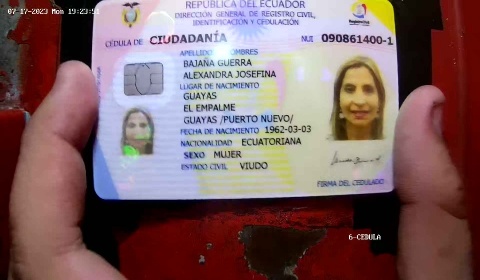 07-17-2023 Mon 19:23:51
REPÚBLICA DEL ECUADOR
DIRECCIÓN GENERAL DE REGISTRO CIVIL,
IDENTIFICACIÓN Y CEDULACIÓN
CÉDULA DE CIUDADANÍA NUI 090861400-1
APELLIDOS NOMBRES
BAJAÑA GUERRA
ALEXANDRA JOSEFINA
LUGAR DE NACIMIENTO
GUAYAS
EL EMPALME
GUAYAS /PUERTO NUEVO/
FECHA DE NACIMIENTO 1962-03-03
NACIONALIDAD ECUATORIANA
SEXO MUJER
ESTADO CIVIL VIUDO
FIRMA DEL CEDULADO
6-CEDULA